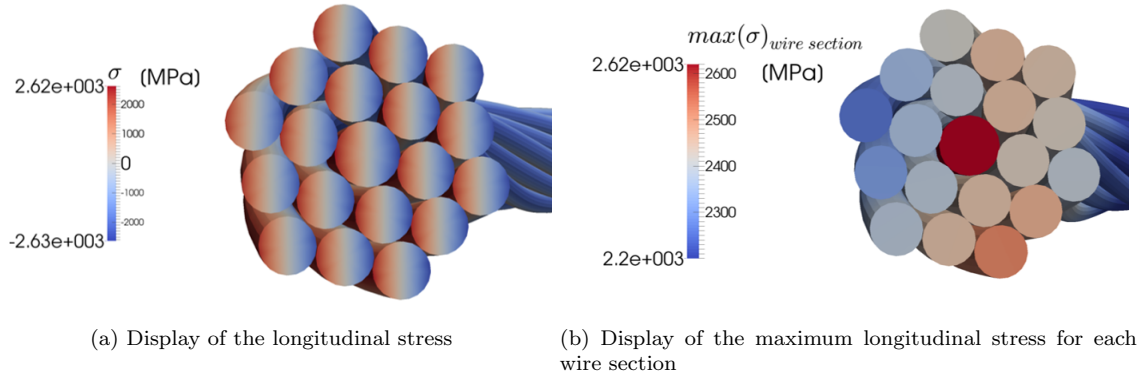 σ [MPa]
2.62e+003
2000
1000
0
-1000
-2000
-2.63e+003
max(σ)wire section
[MPa]
2.62e+003
2600
2500
2400
2300
2.2e+003
(a) Display of the longitudinal stress
(b) Display of the maximum longitudinal stress for each
wire section